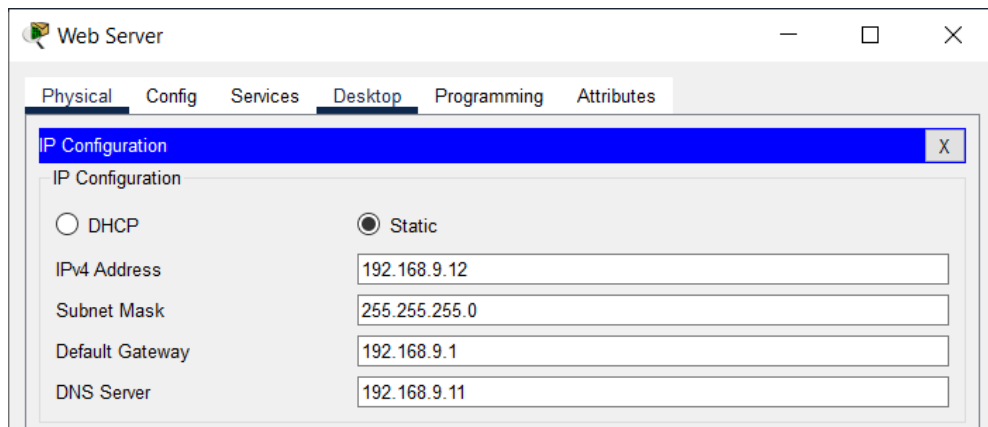 Web Server
Physical Config Services Desktop Programming Attributes
IP Configuration X
IP Configuration
DHCP Static
IPv4 Address 192.168.9.12
Subnet Mask 255.255.255.0
Default Gateway 192.168.9.1
DNS Server 192.168.9.11